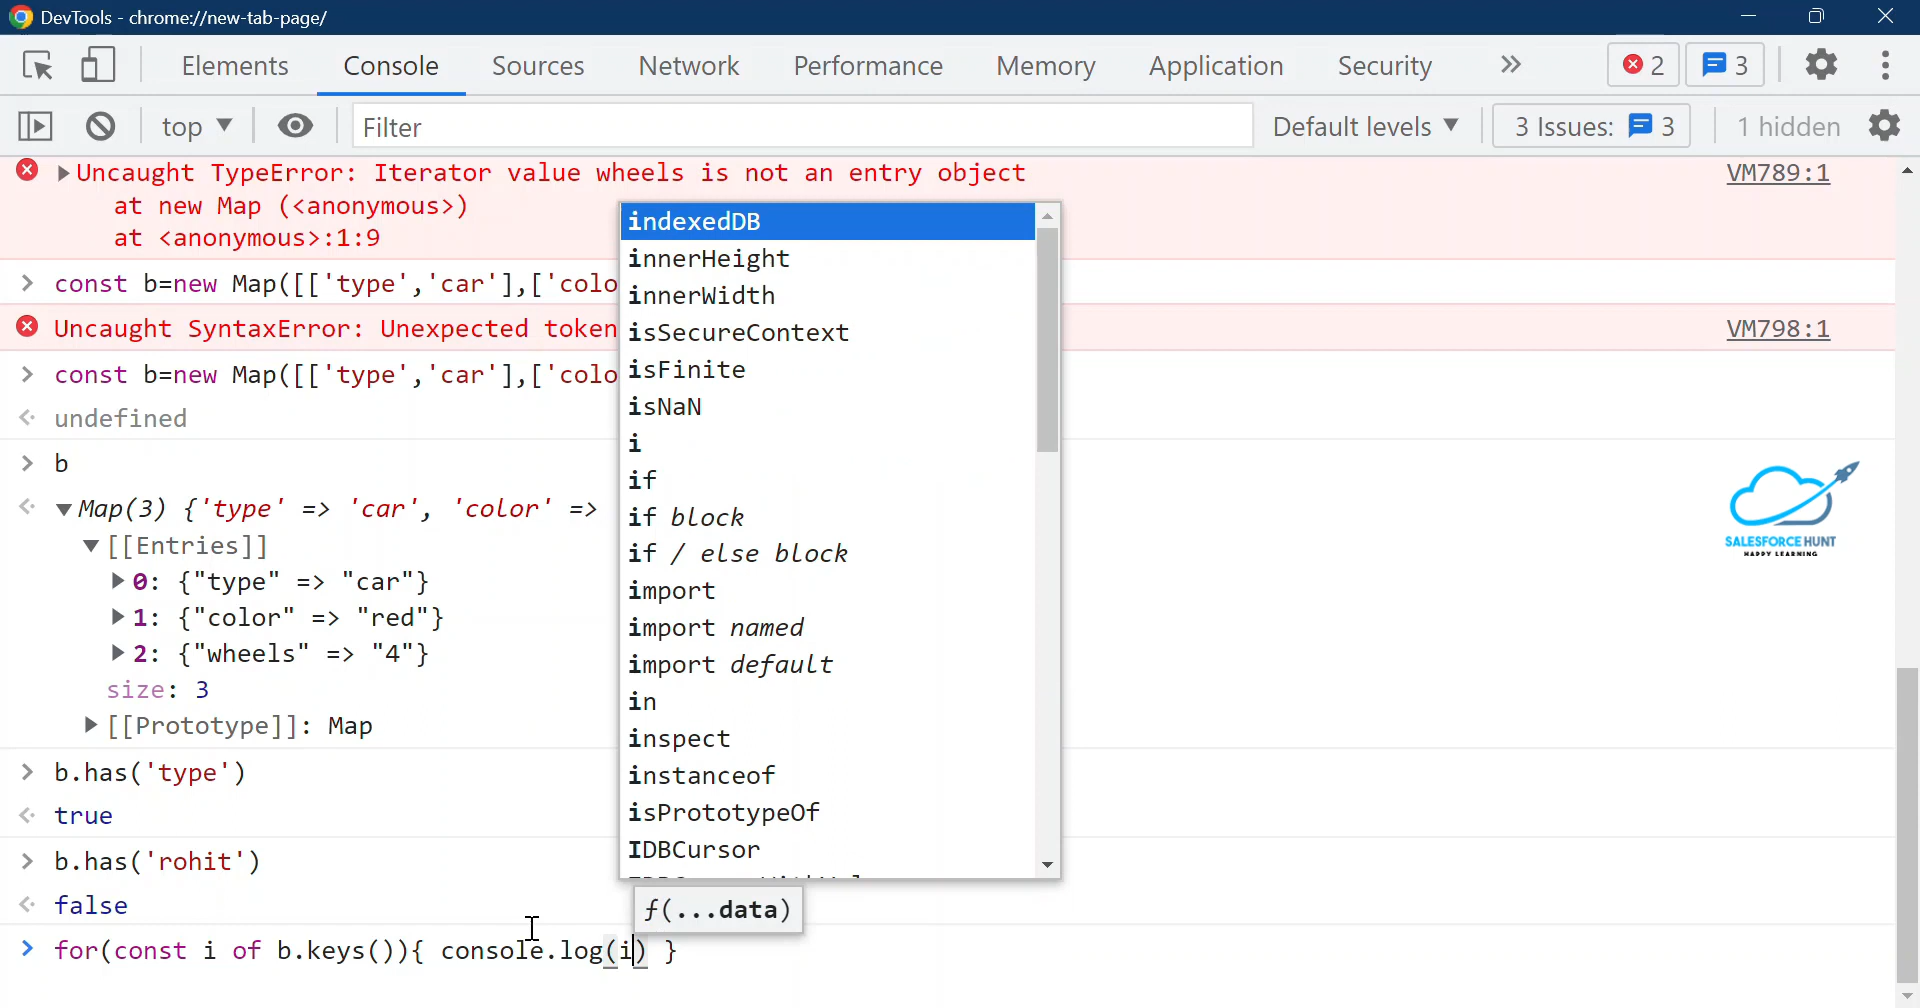 DevTools - chrome://new-tab-page/
Elements Console Sources Network Performance Memory Application Security » 2 3
top ▼ Filter Default levels ▼ 3 Issues: 3 1 hidden
▶Uncaught TypeError: Iterator value wheels is not an entry object VM789:1
at new Map (<anonymous>)
at <anonymous>:1:9
> const b=new Map([['type','car'],['colo
Uncaught SyntaxError: Unexpected token VM798:1
> const b=new Map([['type','car'],['colo
undefined
> b
▼Map(3) {'type' => 'car', 'color' =>
▼[[Entries]]
▶0: {"type" => "car"}
▶1: {"color" => "red"}
▶2: {"wheels" => "4"}
size: 3
▶[[Prototype]]: Map
> b.has('type')
true
> b.has('rohit')
false
> for(const i of b.keys()){ console.log(i) }
indexedDB
innerHeight
innerWidth
isSecureContext
isFinite
isNaN
i
if
if block
if / else block
import
import named
import default
in
inspect
instanceof
isPrototypeOf
IDBCursor
ƒ(...data)
SALESFORCE HUNT
HAPPY LEARNING